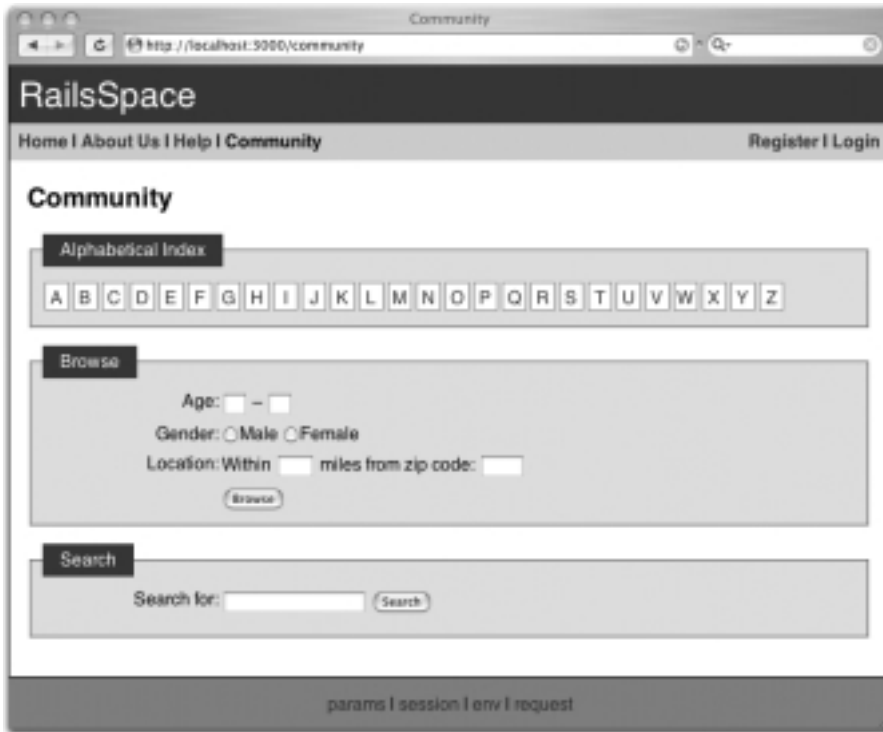 Community
http://localhost:3000/community
RailsSpace
Home | About Us | Help | Community Register | Login
Community
Alphabetical Index
A B C D E F G H I J K L M N O P Q R S T U V W X Y Z
Browse
Age: –
Gender: Male Female
Location: Within miles from zip code:
Browse
Search
Search for: Search
params | session | env | request